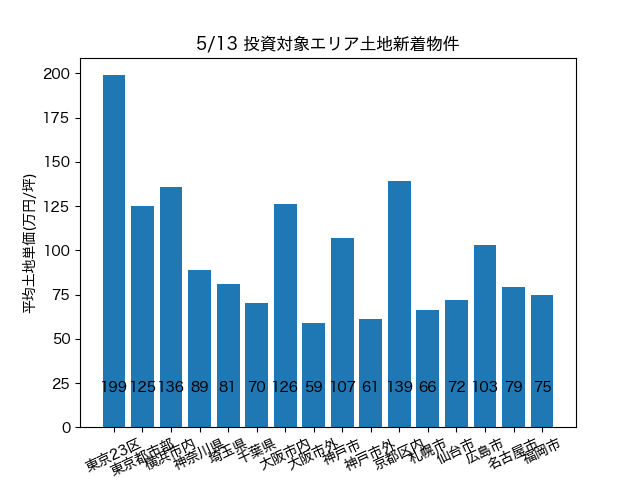 5/13 投資対象エリア土地新着物件
平均土地単価(万円/坪)
200
175
150
125
100
75
50
25
0
199 125 136 89 81 70 126 59 107 61 139 66 72 103 79 75
東京23区 東京都市部 横浜市内 神奈川県 埼玉県 千葉県 大阪市内 大阪市外 神戸市 神戸市外 京都区内 札幌市 仙台市 広島市 名古屋市 福岡市